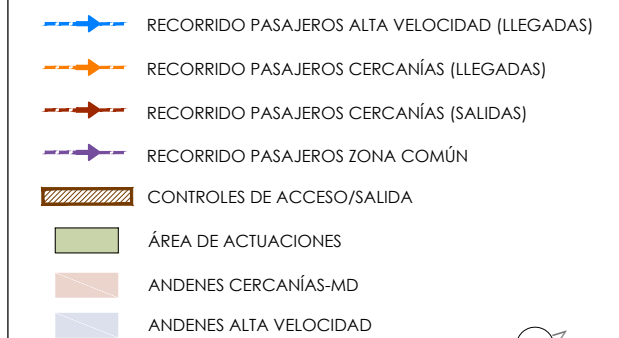 RECORRIDO PASAJEROS ALTA VELOCIDAD (LLEGADAS)
RECORRIDO PASAJEROS CERCANÍAS (LLEGADAS)
RECORRIDO PASAJEROS CERCANÍAS (SALIDAS)
RECORRIDO PASAJEROS ZONA COMÚN
CONTROLES DE ACCESO/SALIDA
ÁREA DE ACTUACIONES
ANDENES CERCANÍAS-MD
ANDENES ALTA VELOCIDAD